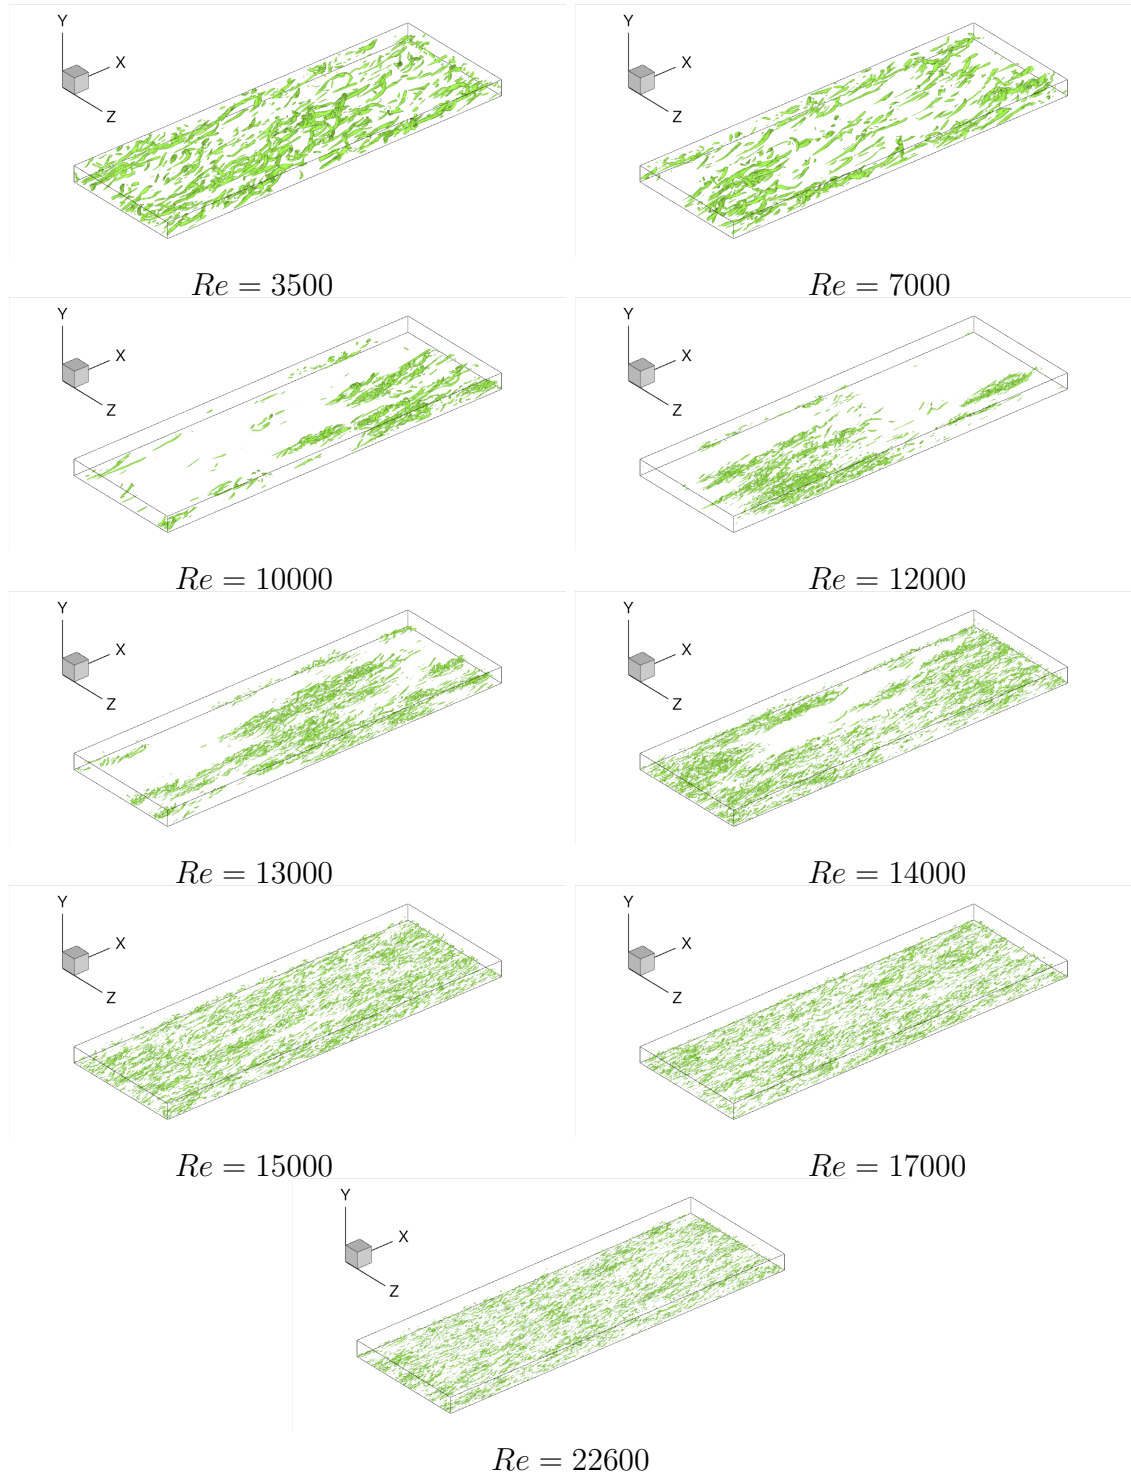 Y
X
Z
Y
X
Z
Re = 3500
Re = 7000
Y
X
Z
Y
X
Z
Re = 10000
Re = 12000
Y
X
Z
Y
X
Z
Re = 13000
Re = 14000
Y
X
Z
Y
X
Z
Re = 15000
Re = 17000
Y
X
Z
Re = 22600